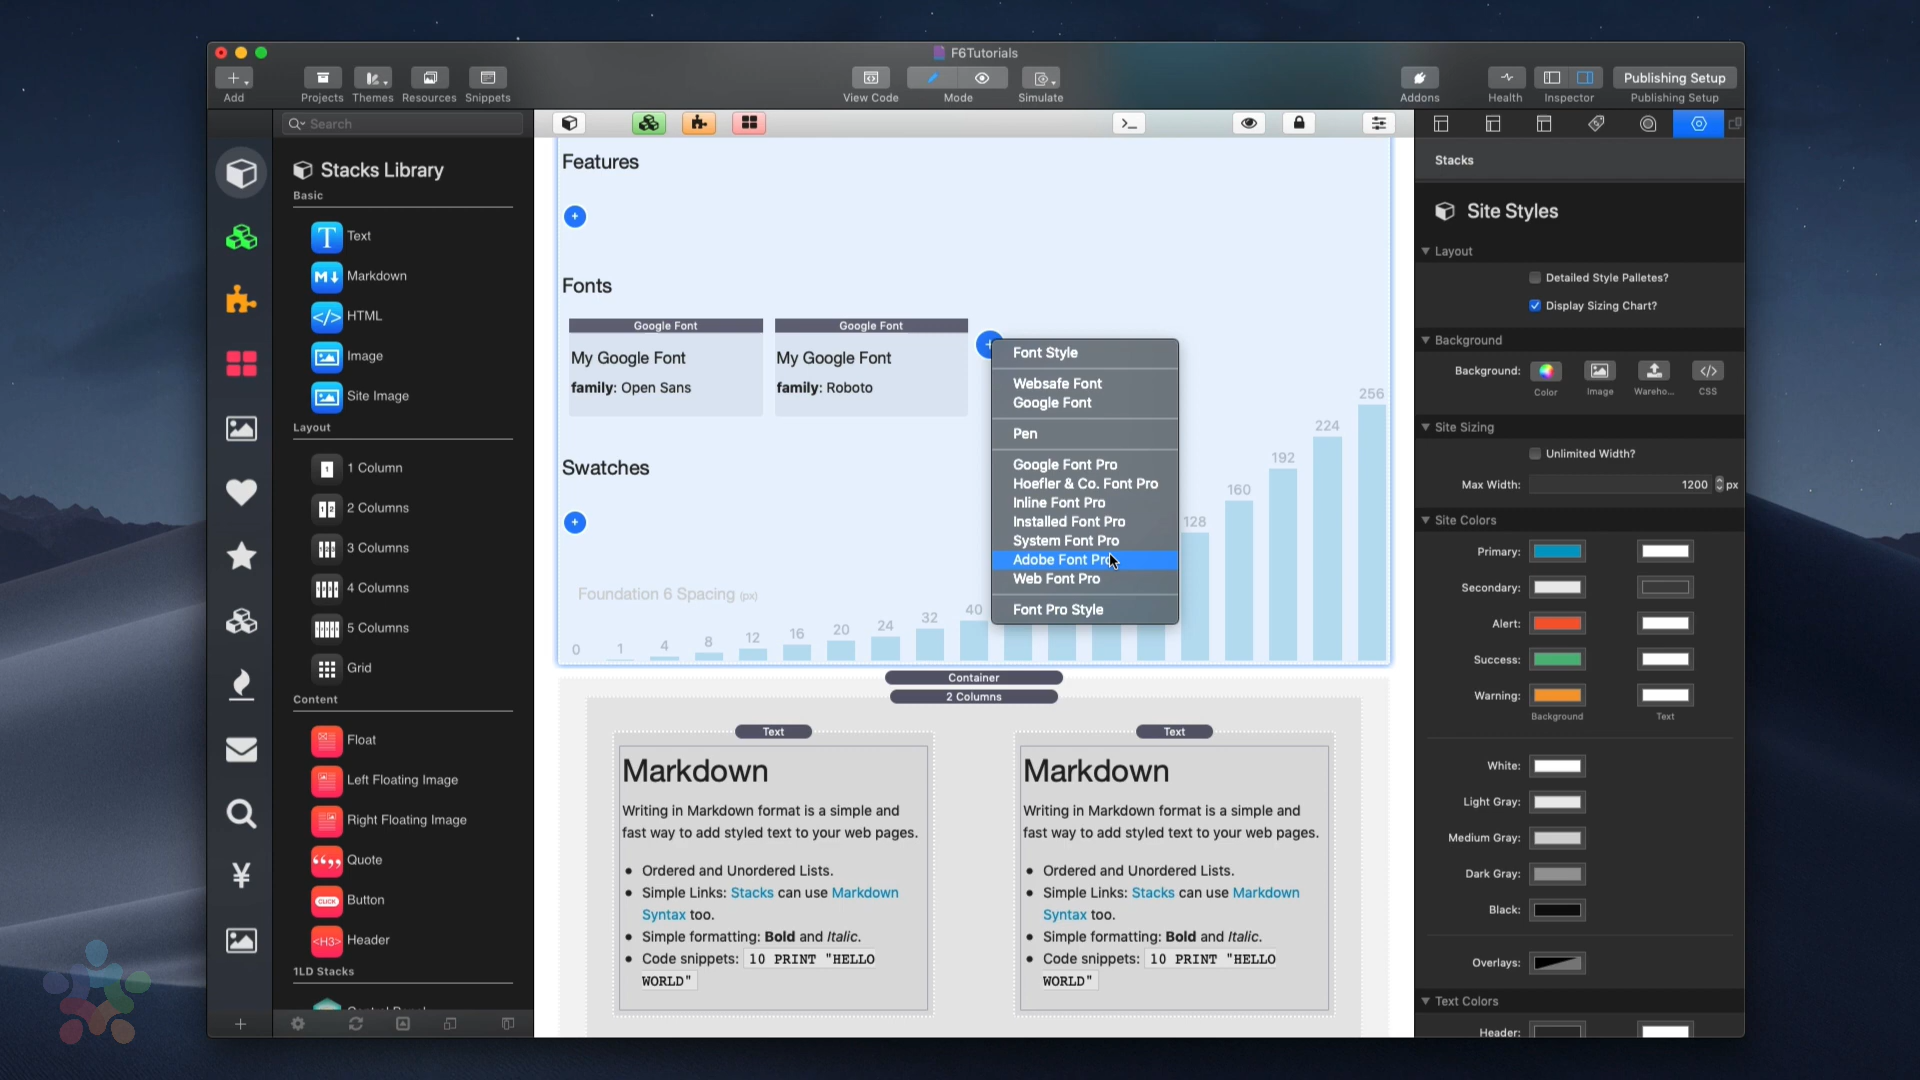 F6Tutorials
Publishing Setup
Add
Projects
Themes
Resources
Snippets
View Code
Mode
Simulate
Addons
Health
Inspector
Publishing Setup
Search
Stacks Library
Basic
Text
Markdown
HTML
Image
Site Image
Layout
1 Column
2 Columns
3 Columns
4 Columns
5 Columns
Grid
Content
Float
Left Floating Image
Right Floating Image
Quote
Button
Header
1LD Stacks
Features
Fonts
Google Font
My Google Font
family: Open Sans
Google Font
My Google Font
family: Roboto
Swatches
Font Style
Websafe Font
Google Font
Pen
Google Font Pro
Hoefler & Co. Font Pro
Inline Font Pro
Installed Font Pro
System Font Pro
Adobe Font Pro
Web Font Pro
Font Pro Style
Foundation 6 Spacing (px)
0 1 4 8 12 16 20 24 32 40 128 160 192 224 256
Container
2 Columns
Text
Markdown
Writing in Markdown format is a simple and
fast way to add styled text to your web pages.
Ordered and Unordered Lists.
Simple Links: Stacks can use Markdown
Syntax too.
Simple formatting: Bold and Italic.
Code snippets: 10 PRINT "HELLO
WORLD"
Text
Markdown
Writing in Markdown format is a simple and
fast way to add styled text to your web pages.
Ordered and Unordered Lists.
Simple Links: Stacks can use Markdown
Syntax too.
Simple formatting: Bold and Italic.
Code snippets: 10 PRINT "HELLO
WORLD"
Stacks
Site Styles
Layout
Detailed Style Palletes?
Display Sizing Chart?
Background
Background:
Color
Image
Wareho...
CSS
Site Sizing
Unlimited Width?
Max Width: 1200 px
Site Colors
Primary:
Secondary:
Alert:
Success:
Warning:
Background Text
White:
Light Gray:
Medium Gray:
Dark Gray:
Black:
Overlays:
Text Colors
Header: